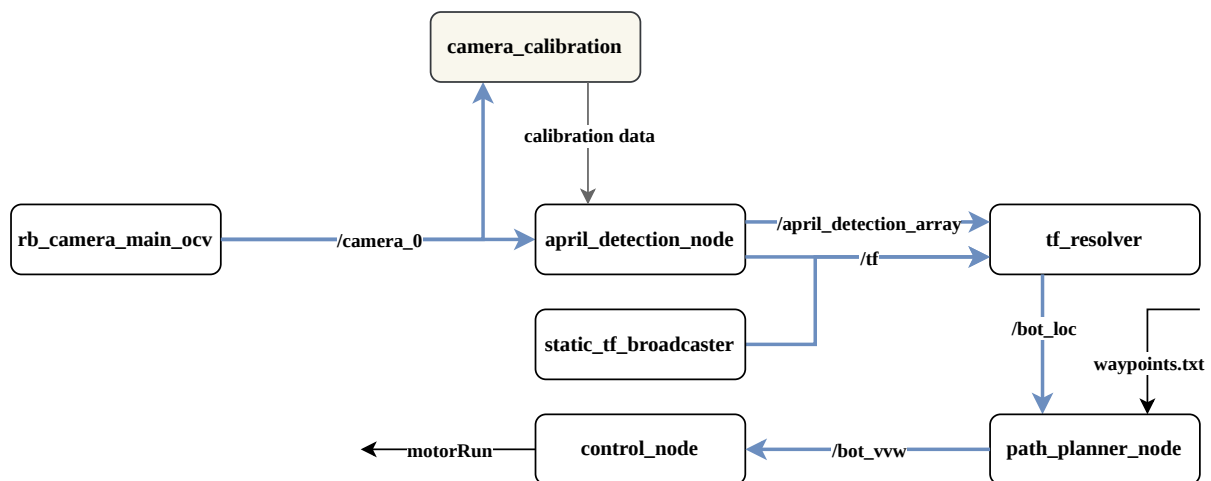 camera_calibration
calibration data
rb_camera_main_ocv
/camera_0
april_detection_node
/april_detection_array
/tf
tf_resolver
static_tf_broadcaster
/bot_loc
waypoints.txt
motorRun
control_node
/bot_vvw
path_planner_node